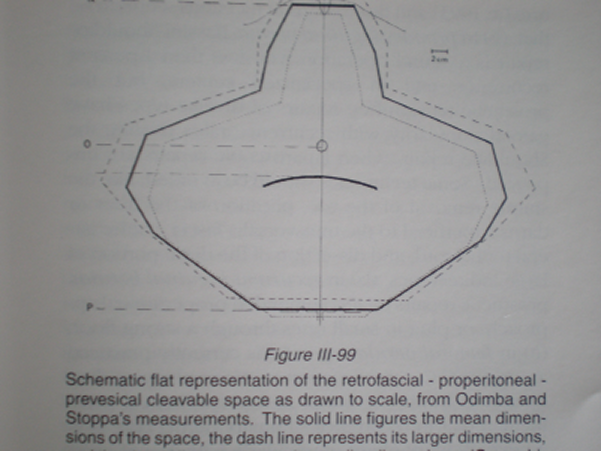 2 cm
O
P
Figure III-99
Schematic flat representation of the retrofascial - properitoneal -
prevesical cleavable space as drawn to scale, from Odimba and
Stoppa's measurements. The solid line figures the mean dimen-
sions of the space, the dash line represents its larger dimensions,